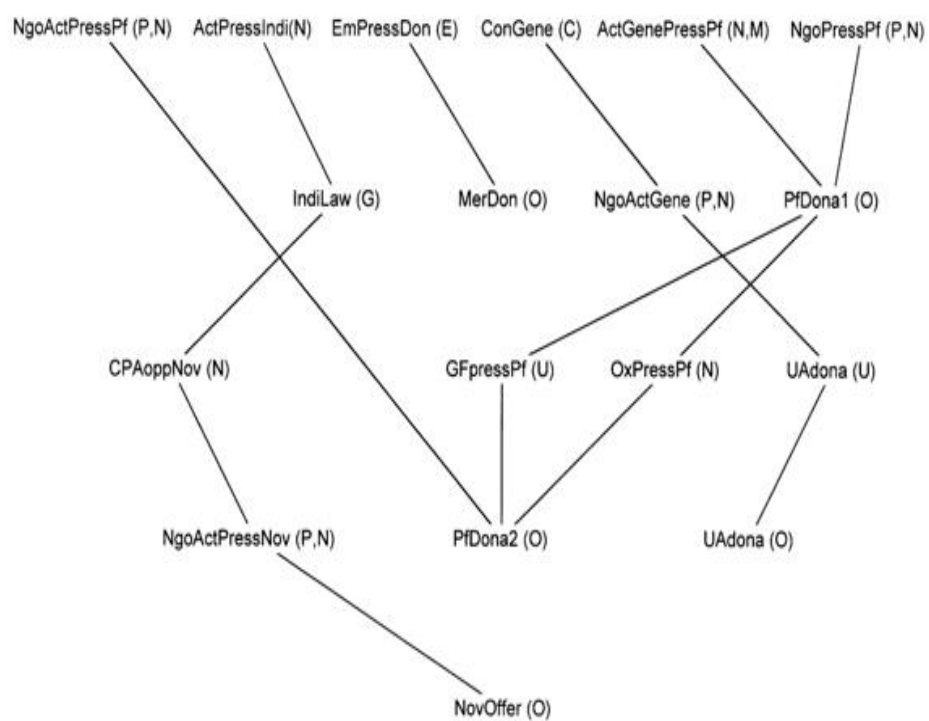 NgoActPressPf (P,N) ActPressIndi(N) EmPressDon (E) ConGene (C) ActGenePressPf (N,M) NgoPressPf (P,N)
IndiLaw (G) MerDon (O) NgoActGene (P,N) PfDona1 (O)
CPAoppNov (N) GFpressPf (U) OxPressPf (N) UAdona (U)
NgoActPressNov (P,N) PfDona2 (O) UAdona (O)
NovOffer (O)